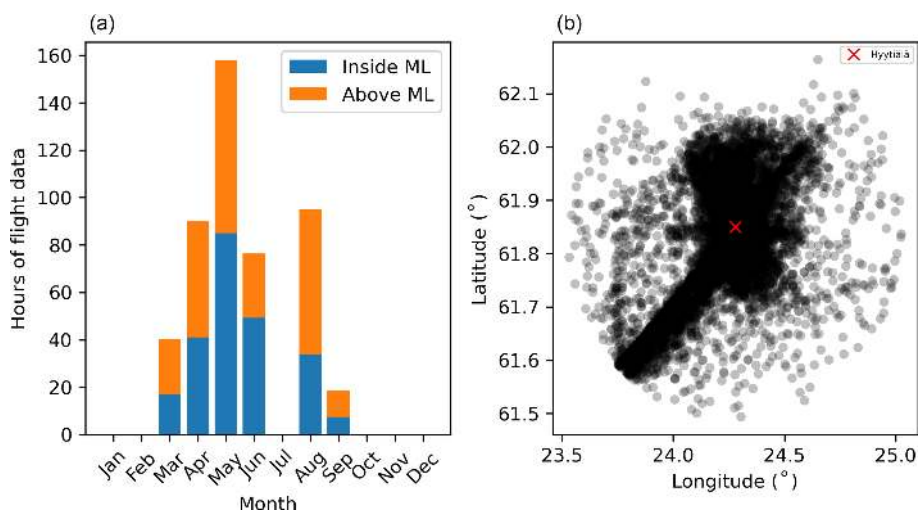 (a)
Hours of flight data
160
140
120
100
80
60
40
20
0
Inside ML
Above ML
Jan Feb Mar Apr May Jun Jul Aug Sep Oct Nov Dec
Month
(b)
Hyytiälä
Latitude (°)
62.1
62.0
61.9
61.8
61.7
61.6
61.5
23.5 24.0 24.5 25.0
Longitude (°)